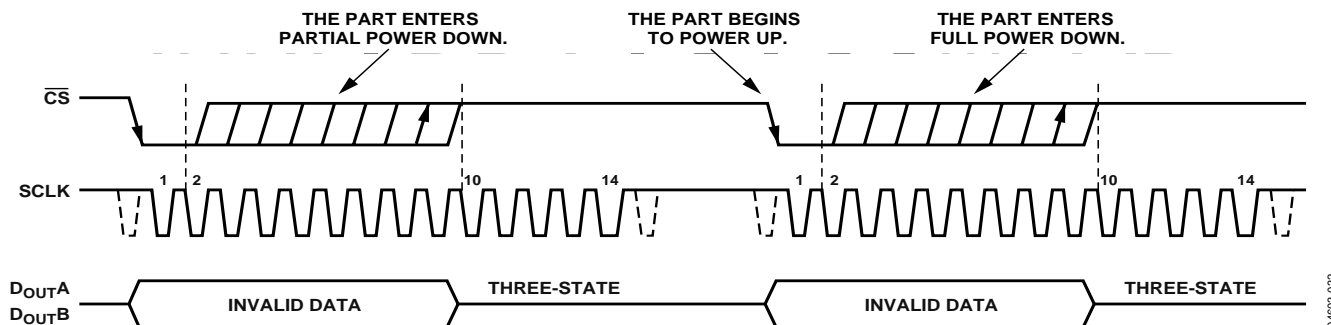 THE PART ENTERS
PARTIAL POWER DOWN.
THE PART BEGINS
TO POWER UP.
THE PART ENTERS
FULL POWER DOWN.
CS
SCLK
1 2 10 14
1 2 10 14
DOUTA
DOUTB
INVALID DATA
THREE-STATE
INVALID DATA
THREE-STATE